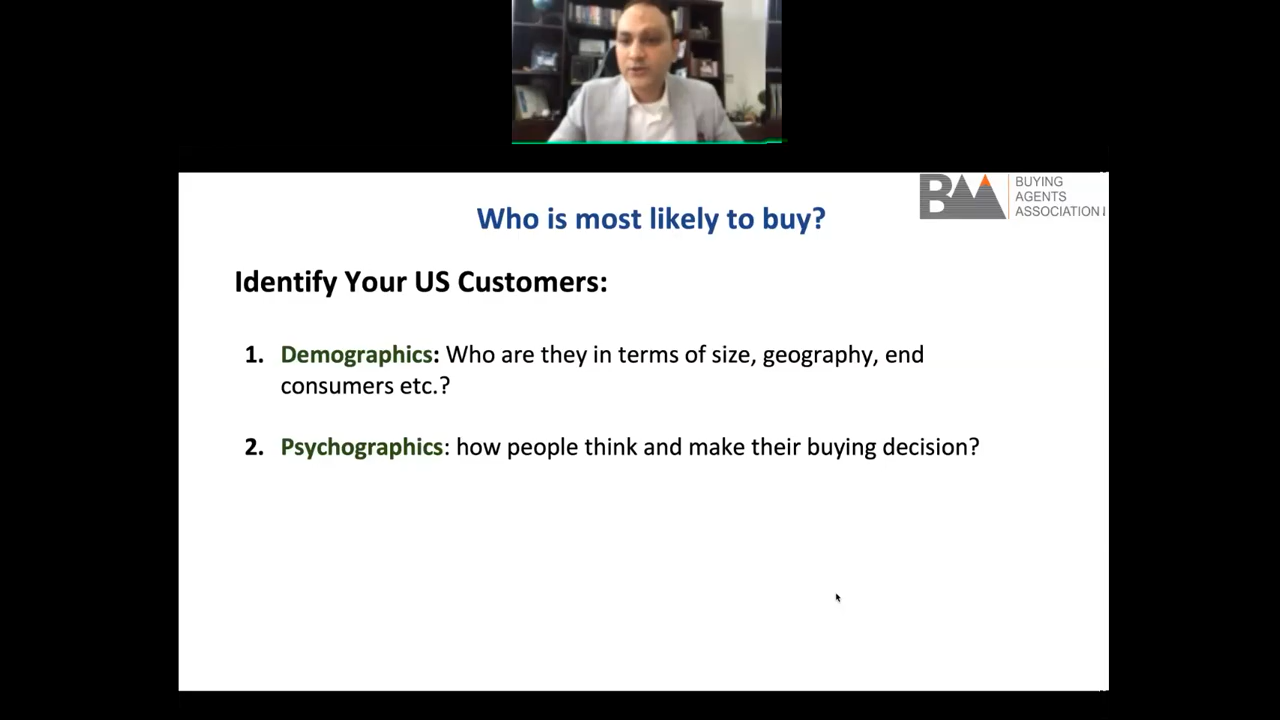 BUYING
AGENTS
ASSOCIATION
Who is most likely to buy?
Identify Your US Customers:
1. Demographics: Who are they in terms of size, geography, end
consumers etc.?
2. Psychographics: how people think and make their buying decision?